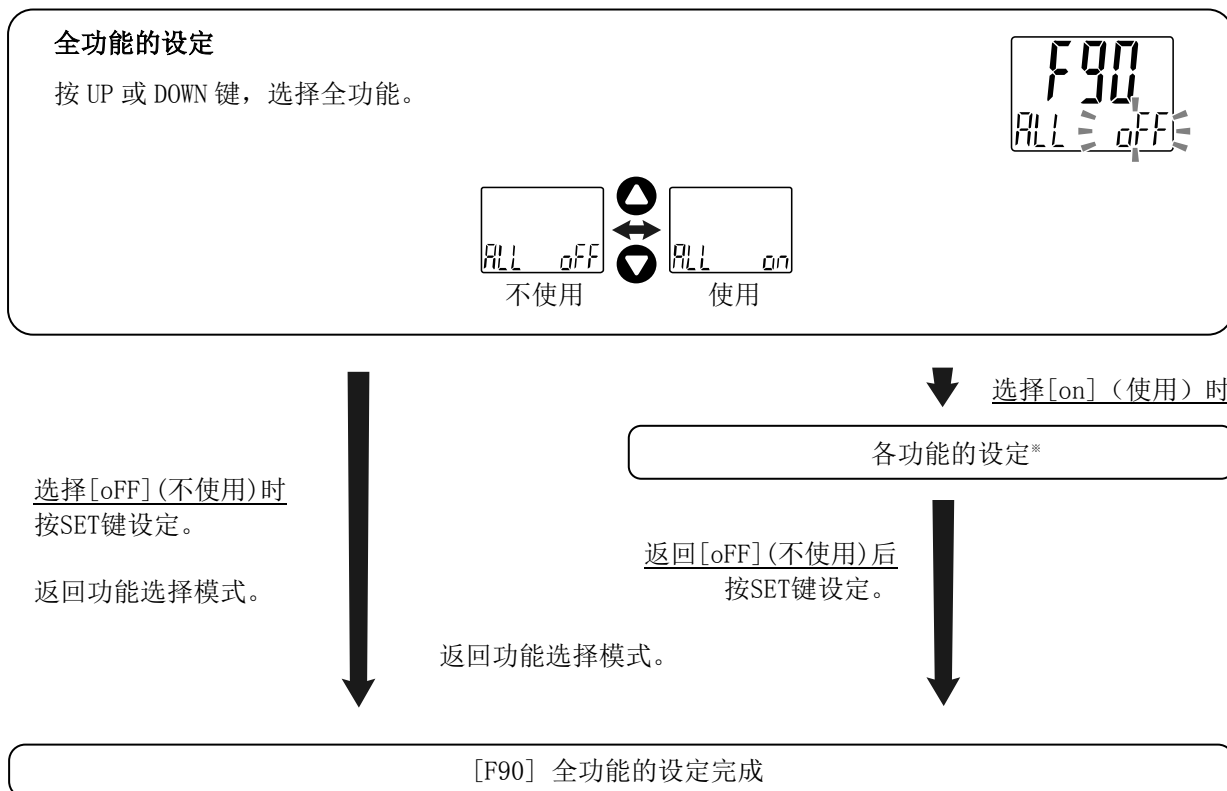 全功能的设定
按 UP 或 DOWN 键，选择全功能。
F90
ALL oFF
ALL oFF
ALL on
不使用
使用
选择[on]（使用）时
各功能的设定※
选择[oFF](不使用)时
按SET键设定。
返回功能选择模式。
返回[oFF](不使用)后
按SET键设定。
返回功能选择模式。
[F90] 全功能的设定完成